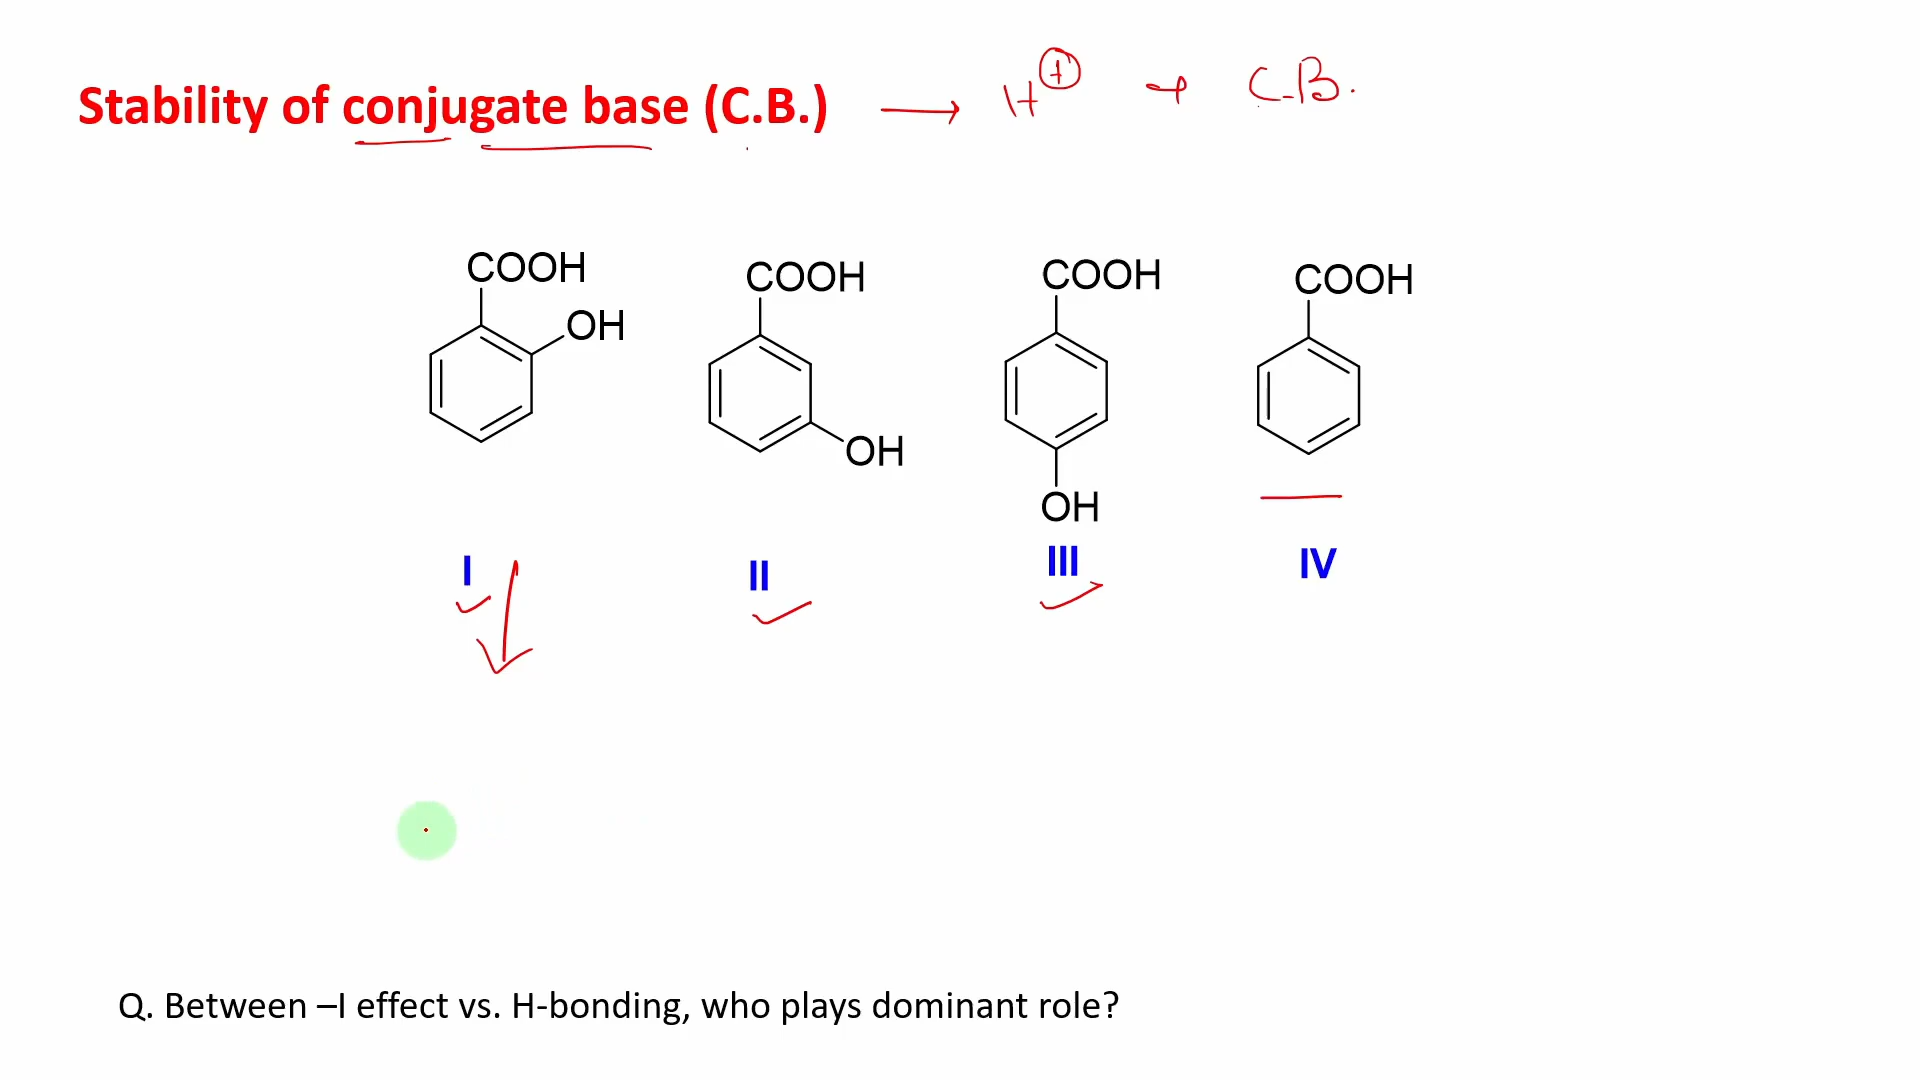 Stability of conjugate base (C.B.) → H⊕ + C.B.
COOH COOH COOH COOH
OH
OH
OH
I II III IV
Q. Between –I effect vs. H-bonding, who plays dominant role?